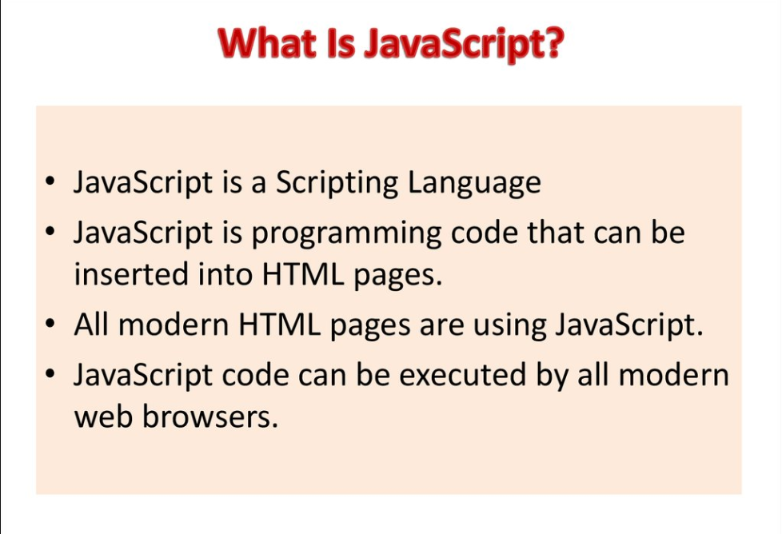 What Is JavaScript?
• JavaScript is a Scripting Language
• JavaScript is programming code that can be
inserted into HTML pages.
• All modern HTML pages are using JavaScript.
• JavaScript code can be executed by all modern
web browsers.